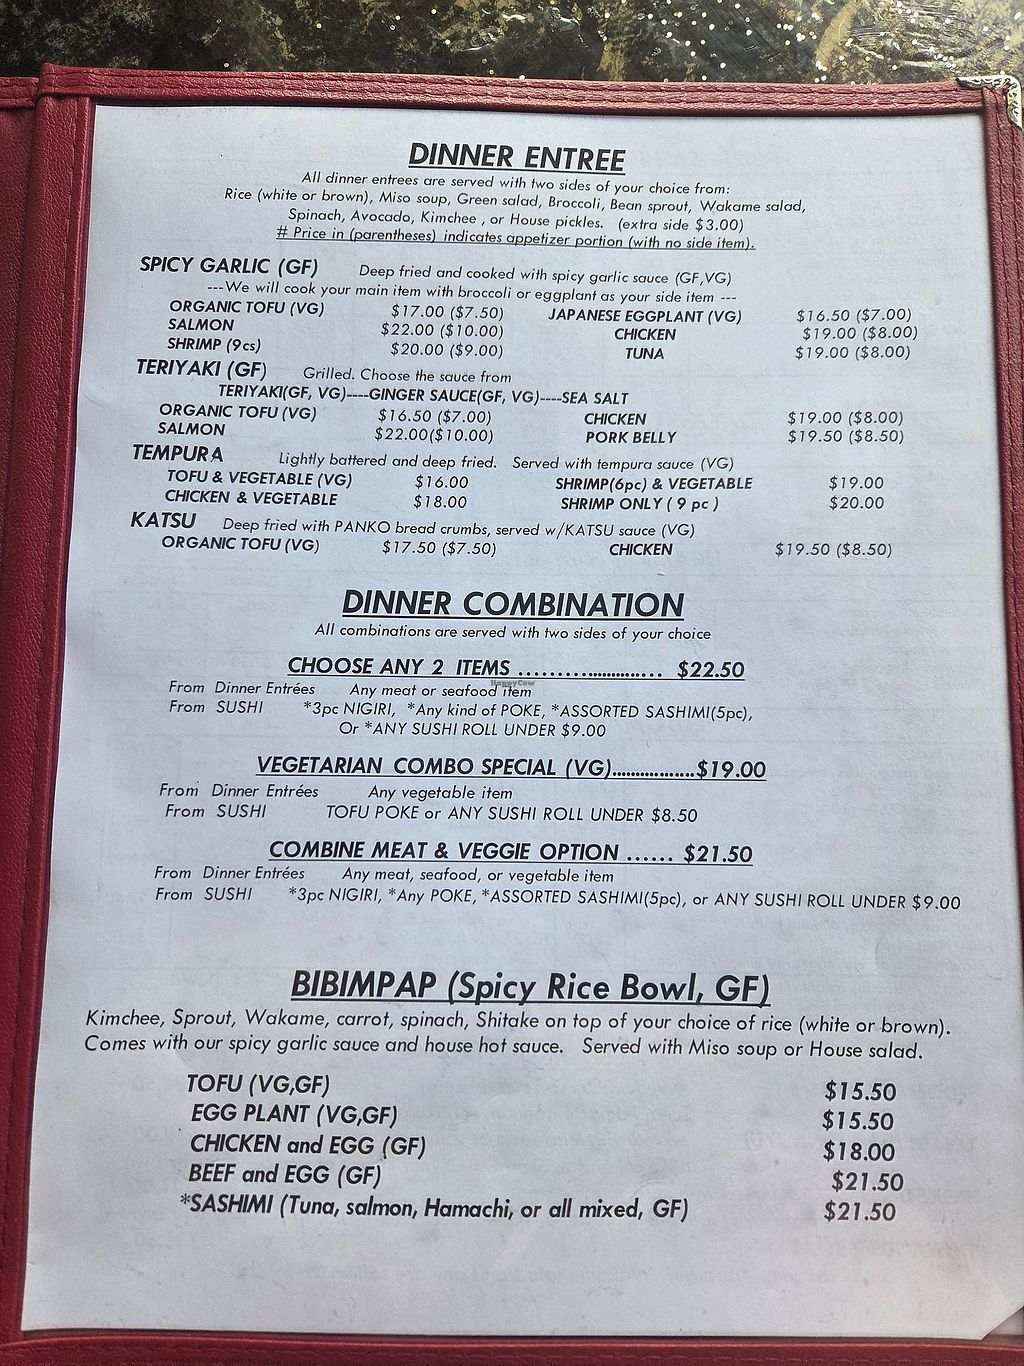 DINNER ENTREE
All dinner entrees are served with two sides of your choice from:
Rice (white or brown), Miso soup, Green salad, Broccoli, Bean sprout, Wakame salad,
Spinach, Avocado, Kimchee , or House pickles. (extra side $3.00)
# Price in (parentheses) indicates appetizer portion (with no side item).
SPICY GARLIC (GF) Deep fried and cooked with spicy garlic sauce (GF,VG)
---We will cook your main item with broccoli or eggplant as your side item ---
ORGANIC TOFU (VG) $17.00 ($7.50) JAPANESE EGGPLANT (VG) $16.50 ($7.00)
SALMON $22.00 ($10.00) CHICKEN $19.00 ($8.00)
SHRIMP (9cs) $20.00 ($9.00) TUNA $19.00 ($8.00)
TERIYAKI (GF) Grilled. Choose the sauce from
TERIYAKI(GF, VG)----GINGER SAUCE(GF, VG)----SEA SALT
ORGANIC TOFU (VG) $16.50 ($7.00) CHICKEN $19.00 ($8.00)
SALMON $22.00($10.00) PORK BELLY $19.50 ($8.50)
TEMPURA Lightly battered and deep fried. Served with tempura sauce (VG)
TOFU & VEGETABLE (VG) $16.00 SHRIMP(6pc) & VEGETABLE $19.00
CHICKEN & VEGETABLE $18.00 SHRIMP ONLY ( 9 pc ) $20.00
KATSU Deep fried with PANKO bread crumbs, served w/KATSU sauce (VG)
ORGANIC TOFU (VG) $17.50 ($7.50) CHICKEN $19.50 ($8.50)
DINNER COMBINATION
All combinations are served with two sides of your choice
CHOOSE ANY 2 ITEMS ........................ $22.50
HappyCow
From Dinner Entrées Any meat or seafood item
From SUSHI *3pc NIGIRI, *Any kind of POKE, *ASSORTED SASHIMI(5pc),
Or *ANY SUSHI ROLL UNDER $9.00
VEGETARIAN COMBO SPECIAL (VG)..................$19.00
From Dinner Entrées Any vegetable item
From SUSHI TOFU POKE or ANY SUSHI ROLL UNDER $8.50
COMBINE MEAT & VEGGIE OPTION ...... $21.50
From Dinner Entrées Any meat, seafood, or vegetable item
From SUSHI *3pc NIGIRI, *Any POKE, *ASSORTED SASHIMI(5pc), or ANY SUSHI ROLL UNDER $9.00
BIBIMPAP (Spicy Rice Bowl, GF)
Kimchee, Sprout, Wakame, carrot, spinach, Shitake on top of your choice of rice (white or brown).
Comes with our spicy garlic sauce and house hot sauce. Served with Miso soup or House salad.
TOFU (VG,GF) $15.50
EGG PLANT (VG,GF) $15.50
CHICKEN and EGG (GF) $18.00
BEEF and EGG (GF) $21.50
*SASHIMI (Tuna, salmon, Hamachi, or all mixed, GF) $21.50